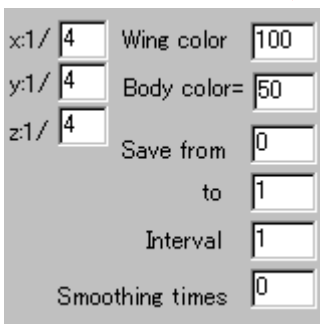 x:1/ 4 Wing color 100
y:1/ 4 Body color= 50
z:1/ 4
Save from 0
to 1
Interval 1
Smoothing times 0